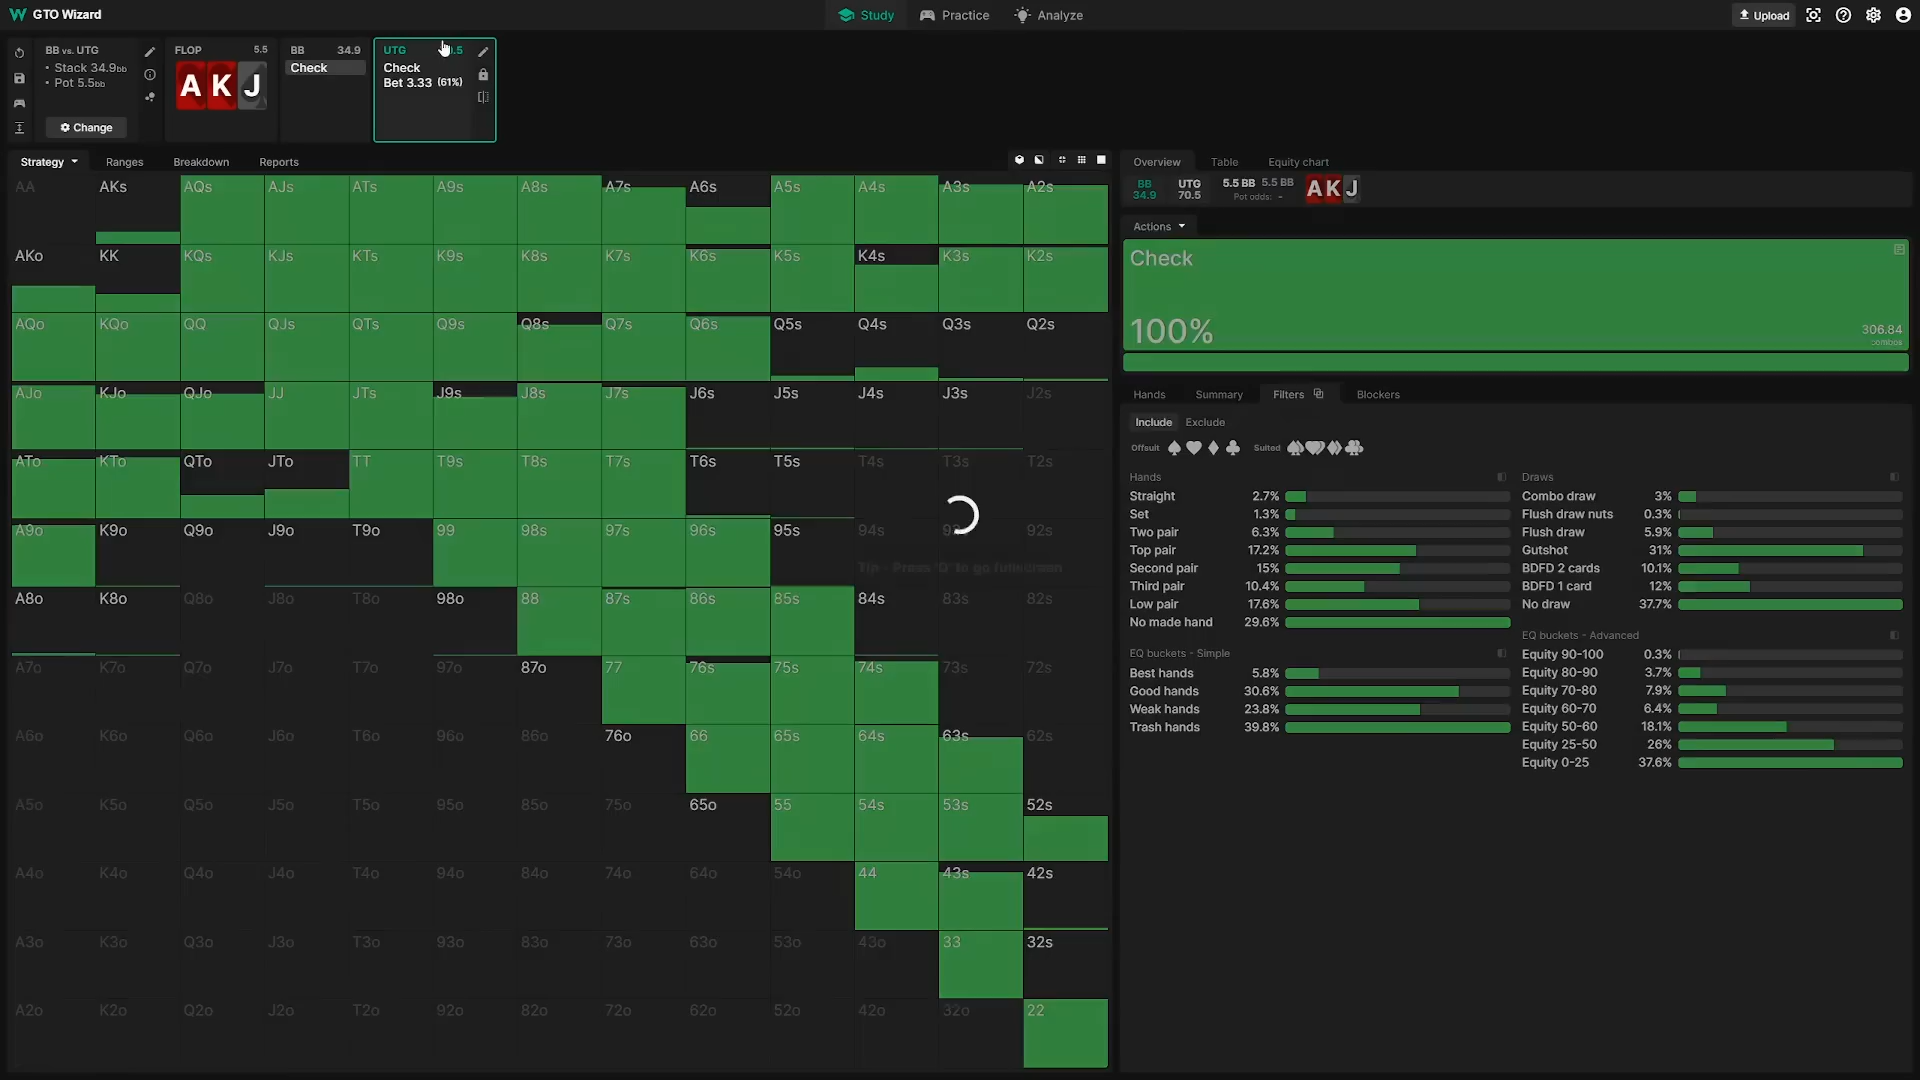 GTO Wizard
Study
Practice
Analyze
Upload
BB vs. UTG
• Stack 34.9bb
• Pot 5.5bb
Change
FLOP 5.5
A K J
BB 34.9
Check
UTG .5
Check
Bet 3.33 (61%)
Strategy
Ranges
Breakdown
Reports
AA AKs AQs AJs ATs A9s A8s A7s A6s A5s A4s A3s A2s
AKo KK KQs KJs KTs K9s K8s K7s K6s K5s K4s K3s K2s
AQo KQo QQ QJs QTs Q9s Q8s Q7s Q6s Q5s Q4s Q3s Q2s
AJo KJo QJo JJ JTs J9s J8s J7s J6s J5s J4s J3s J2s
ATo KTo QTo JTo TT T9s T8s T7s T6s T5s T4s T3s T2s
A9o K9o Q9o J9o T9o 99 98s 97s 96s 95s 94s 93s 92s
Tip - Press 'D' to go fullscreen
A8o K8o Q8o J8o T8o 98o 88 87s 86s 85s 84s 83s 82s
A7o K7o Q7o J7o T7o 97o 87o 77 76s 75s 74s 73s 72s
A6o K6o Q6o J6o T6o 96o 86o 76o 66 65s 64s 63s 62s
A5o K5o Q5o J5o T5o 95o 85o 75o 65o 55 54s 53s 52s
A4o K4o Q4o J4o T4o 94o 84o 74o 64o 54o 44 43s 42s
A3o K3o Q3o J3o T3o 93o 83o 73o 63o 53o 43o 33 32s
A2o K2o Q2o J2o T2o 92o 82o 72o 62o 52o 42o 32o 22
Overview
Table
Equity chart
BB 34.9
UTG 70.5
5.5 BB 5.5 BB
Pot odds: -
A K J
Actions
Check
100%
306.84
combos
Hands
Summary
Filters
Blockers
Include
Exclude
Offsuit
Suited
Hands
Straight 2.7%
Set 1.3%
Two pair 6.3%
Top pair 17.2%
Second pair 15%
Third pair 10.4%
Low pair 17.6%
No made hand 29.6%
EQ buckets - Simple
Best hands 5.8%
Good hands 30.6%
Weak hands 23.8%
Trash hands 39.8%
Draws
Combo draw 3%
Flush draw nuts 0.3%
Flush draw 5.9%
Gutshot 31%
BDFD 2 cards 10.1%
BDFD 1 card 12%
No draw 37.7%
EQ buckets - Advanced
Equity 90-100 0.3%
Equity 80-90 3.7%
Equity 70-80 7.9%
Equity 60-70 6.4%
Equity 50-60 18.1%
Equity 25-50 26%
Equity 0-25 37.6%